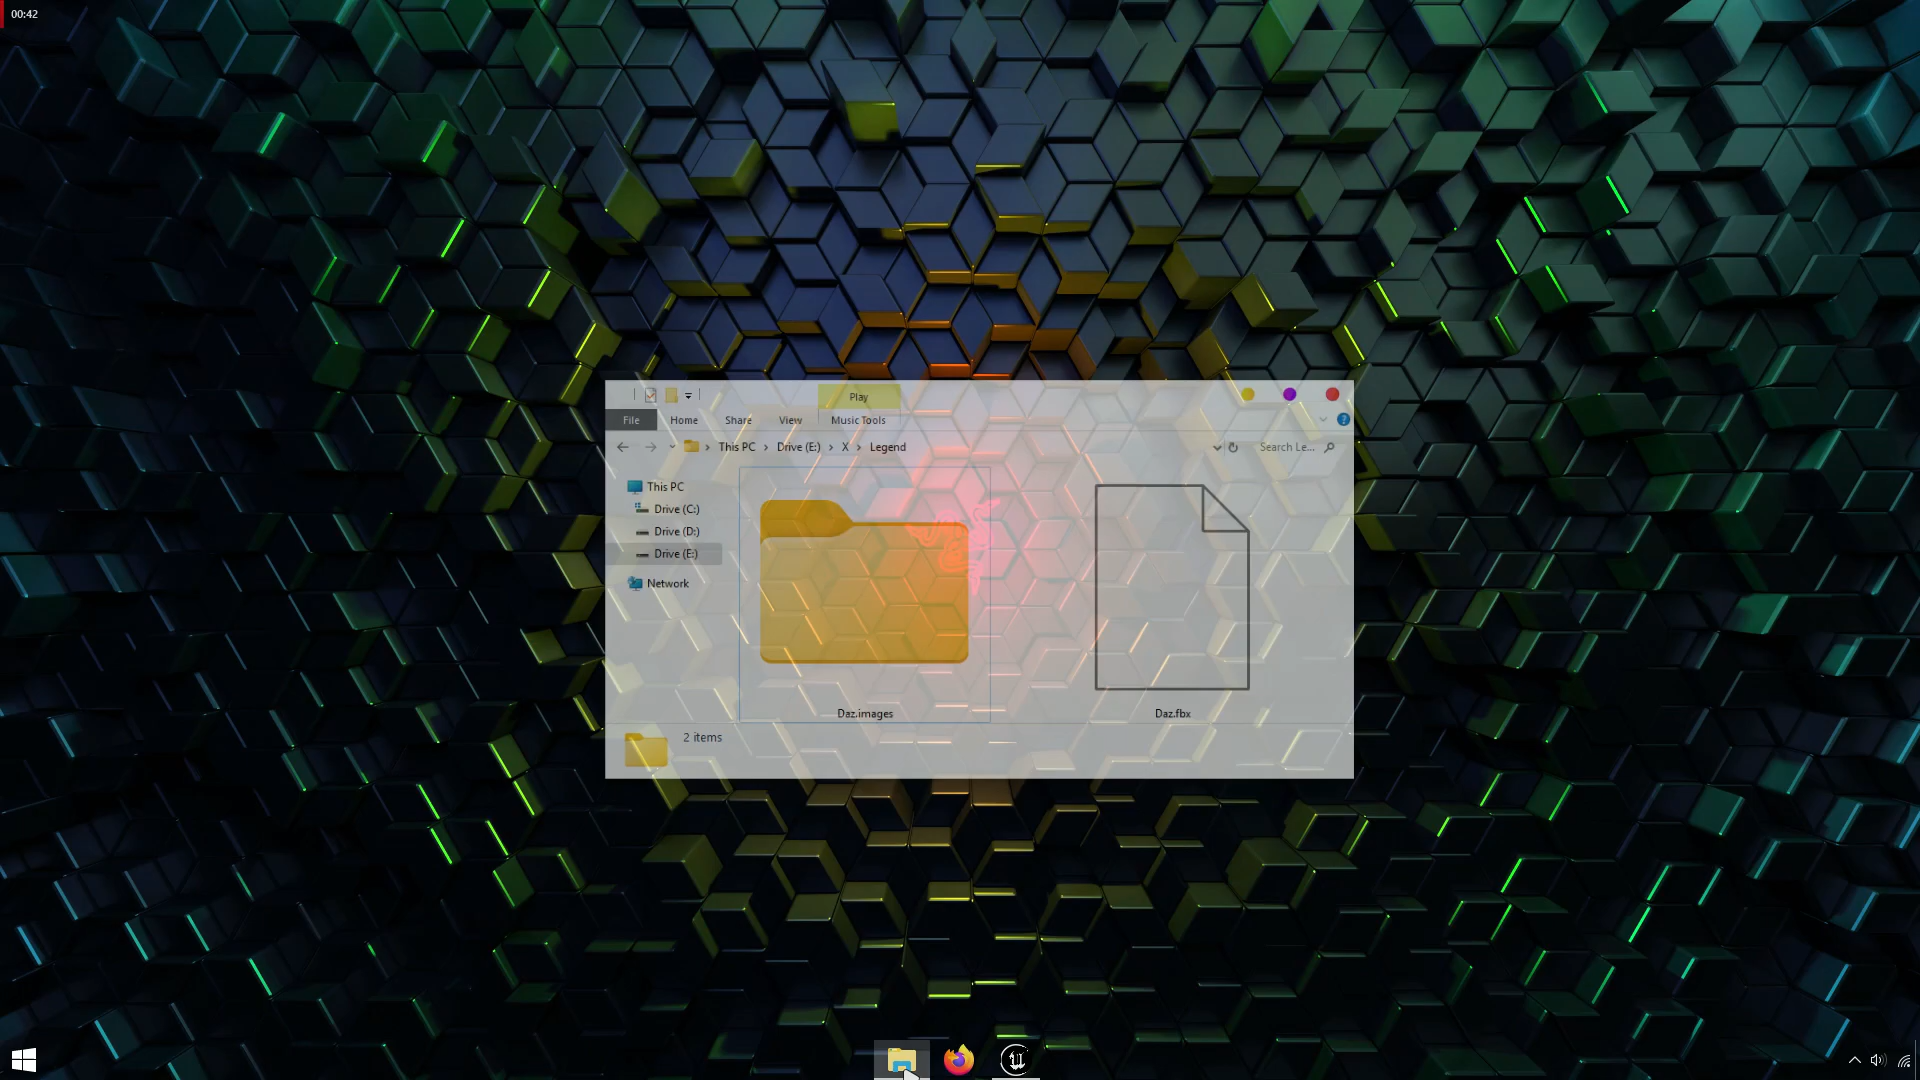 00:42
Play
File Home Share View Music Tools
This PC > Drive (E:) > X > Legend
Search Le...
This PC
Drive (C:)
Drive (D:)
Drive (E:)
Network
Daz.images
Daz.fbx
2 items